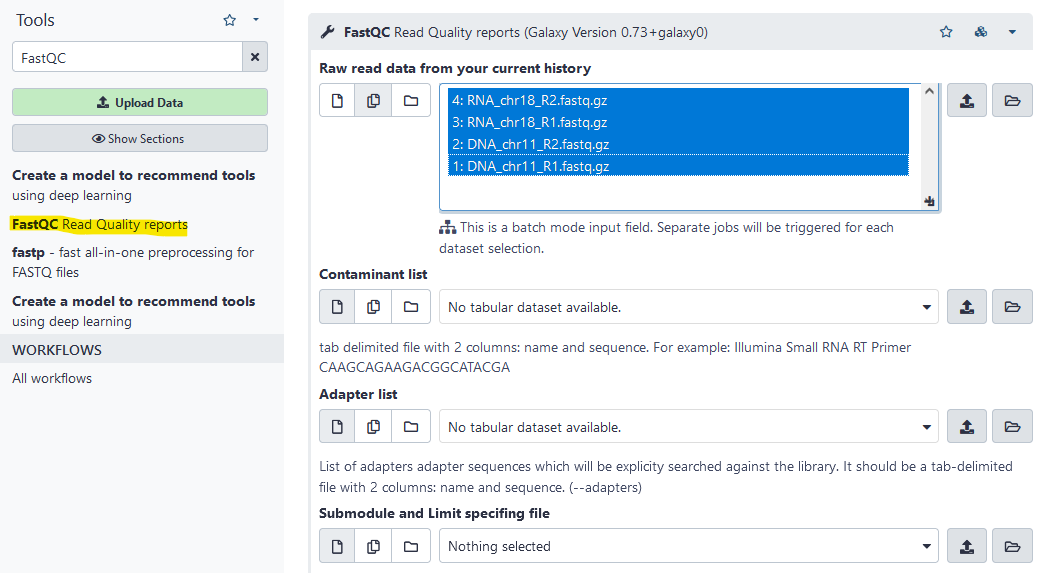 Tools
FastQC
Upload Data
Show Sections
Create a model to recommend tools
using deep learning
FastQC Read Quality reports
fastp - fast all-in-one preprocessing for
FASTQ files
Create a model to recommend tools
using deep learning
WORKFLOWS
All workflows
FastQC Read Quality reports (Galaxy Version 0.73+galaxy0)
Raw read data from your current history
4: RNA_chr18_R2.fastq.gz
3: RNA_chr18_R1.fastq.gz
2: DNA_chr11_R2.fastq.gz
1: DNA_chr11_R1.fastq.gz
This is a batch mode input field. Separate jobs will be triggered for each
dataset selection.
Contaminant list
No tabular dataset available.
tab delimited file with 2 columns: name and sequence. For example: Illumina Small RNA RT Primer
CAAGCAGAAGACGGCATACGA
Adapter list
No tabular dataset available.
List of adapters adapter sequences which will be explicity searched against the library. It should be a tab-delimited
file with 2 columns: name and sequence. (--adapters)
Submodule and Limit specifing file
Nothing selected